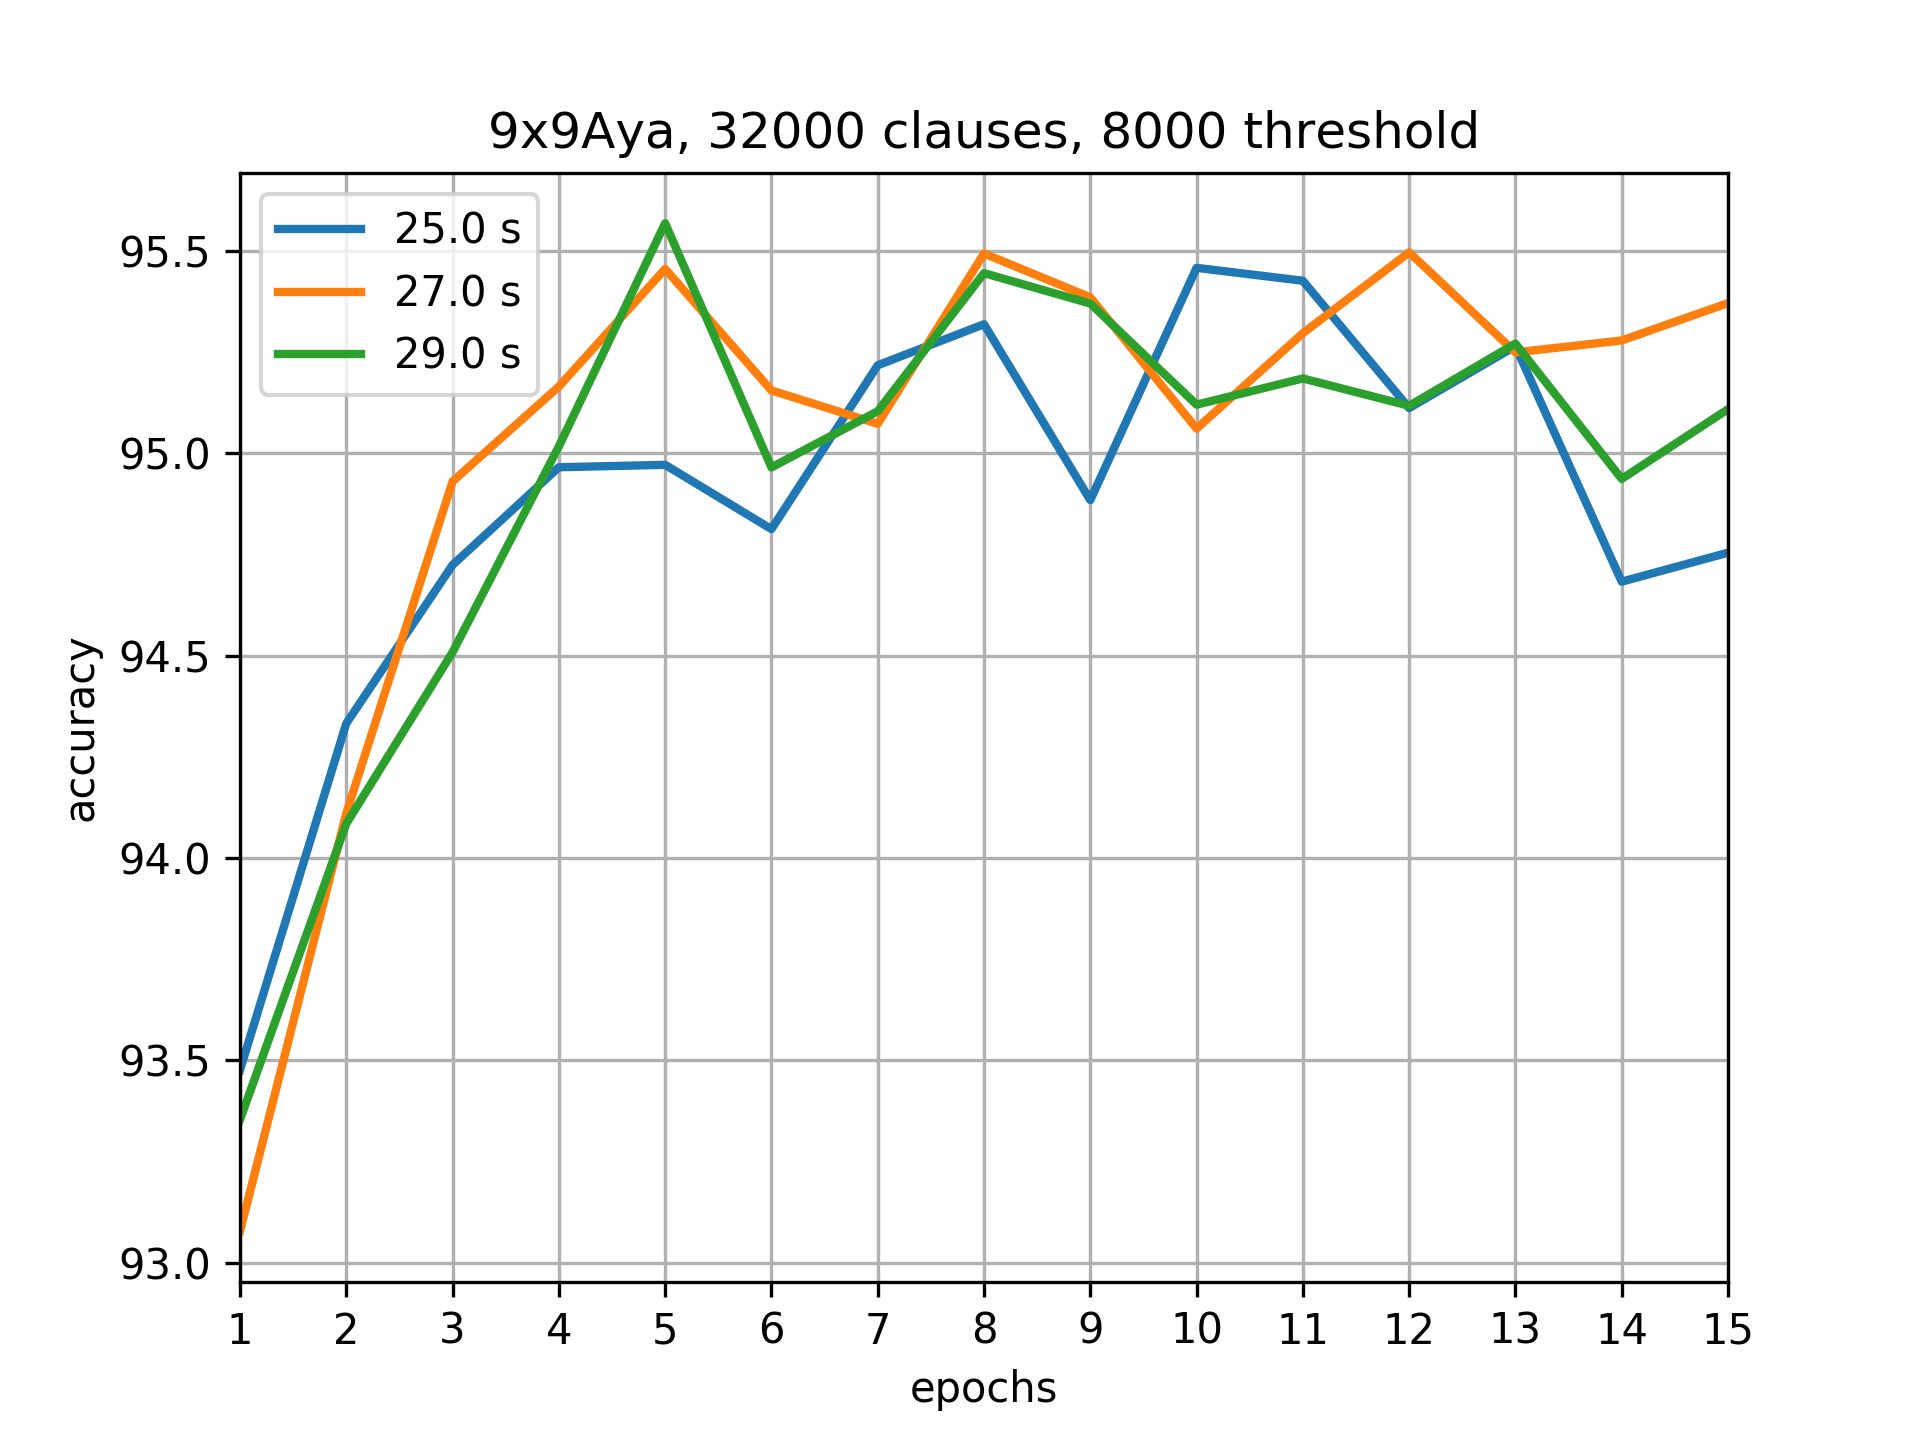 9x9Aya, 32000 clauses, 8000 threshold
25.0 s
27.0 s
29.0 s
95.5
95.0
94.5
94.0
93.5
93.0
accuracy
1 2 3 4 5 6 7 8 9 10 11 12 13 14 15
epochs